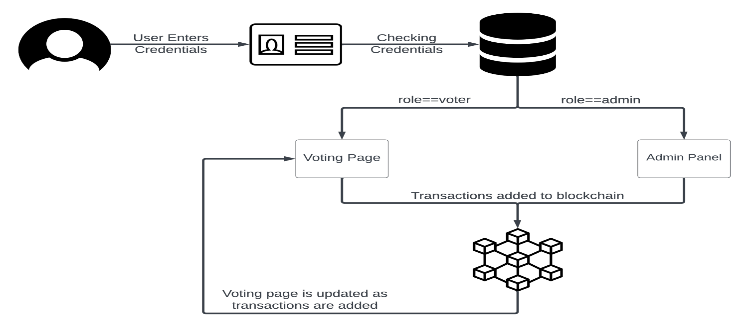 User Enters
Credentials
Checking
Credentials
role==voter
role==admin
Voting Page
Admin Panel
Transactions added to blockchain
Voting page is updated as
transactions are added